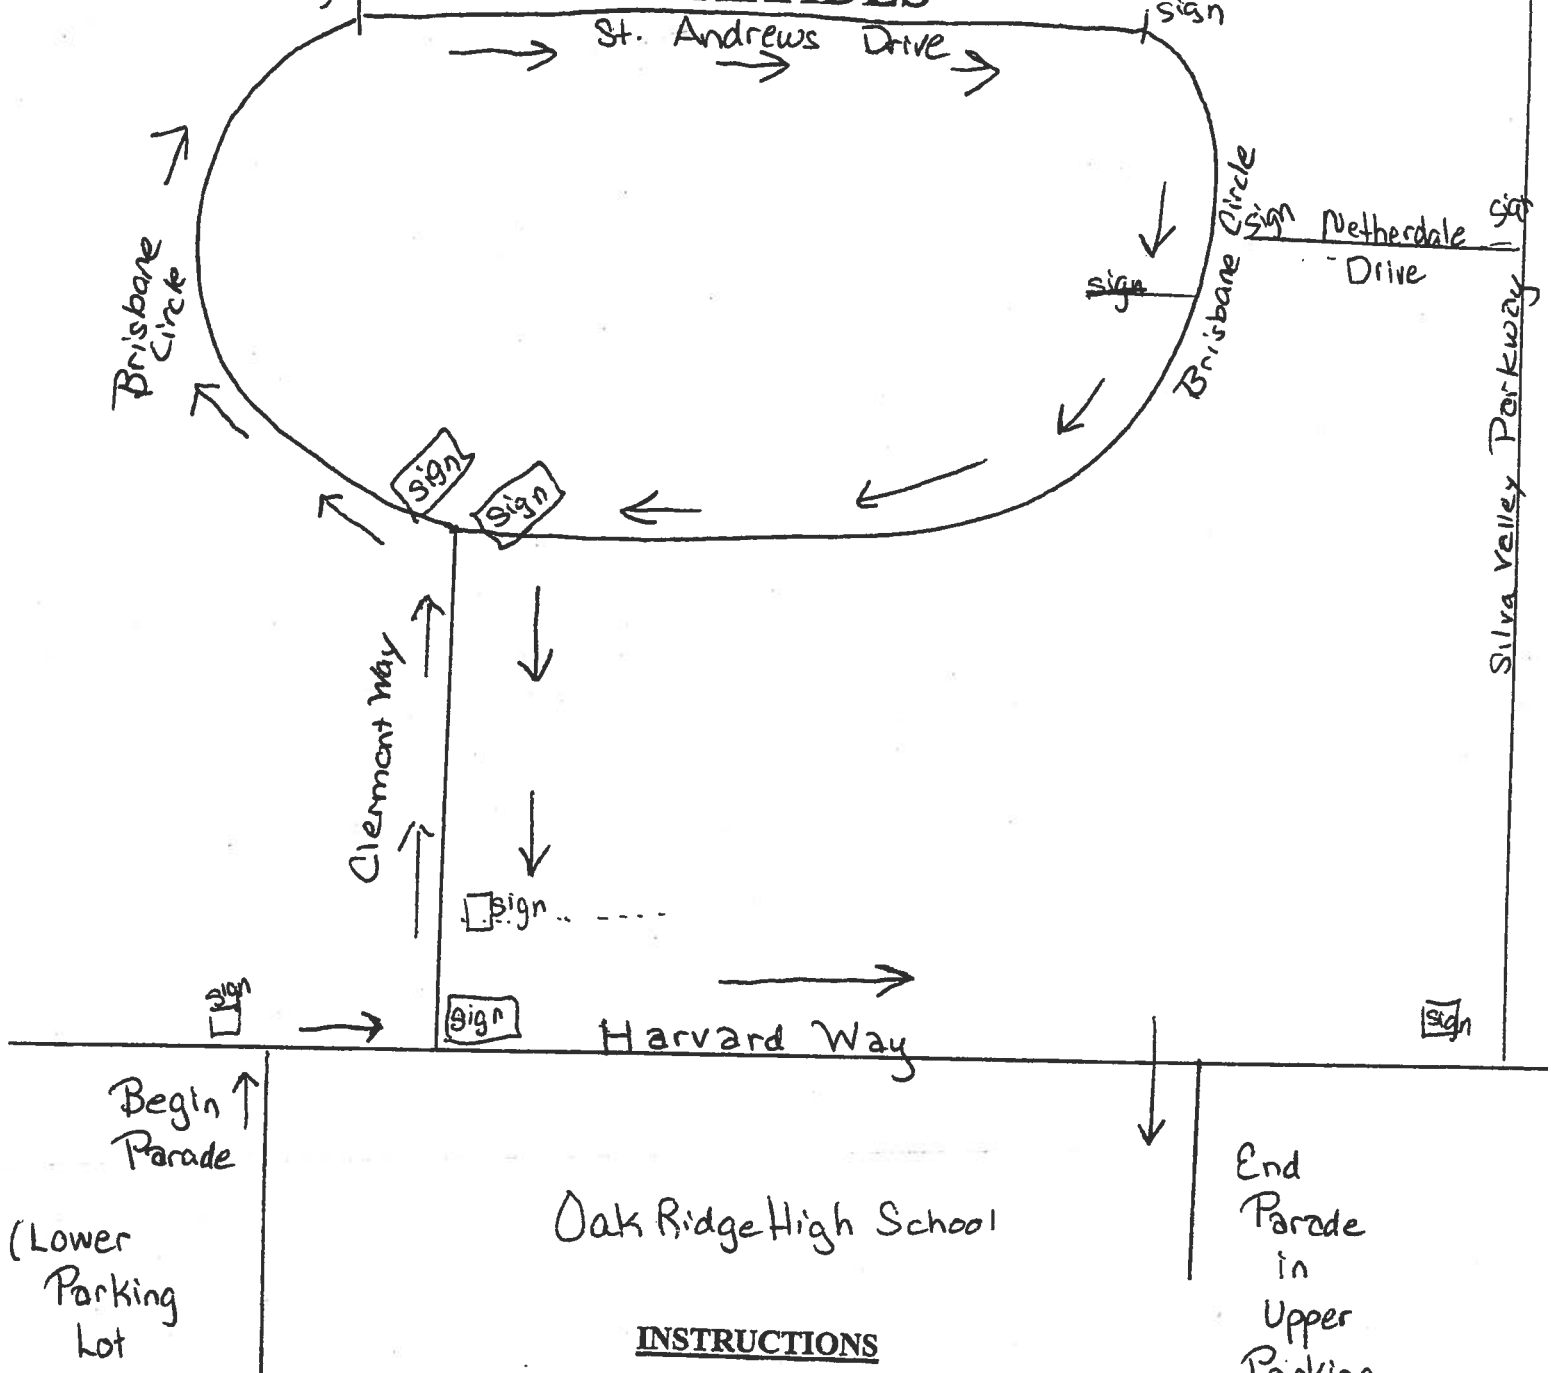 sign
St. Andrews Drive
Brisbane
Circle
Brisbane Circle
sign
Netherdale
Drive
sign
Silva Valley Parkway
sign
sign
Clermont Way
sign
sign
sign
Harvard Way
sign
Begin
Parade
(Lower
Parking
Lot
Oak Ridge High School
End
Parade
in
Upper
Parking
INSTRUCTIONS